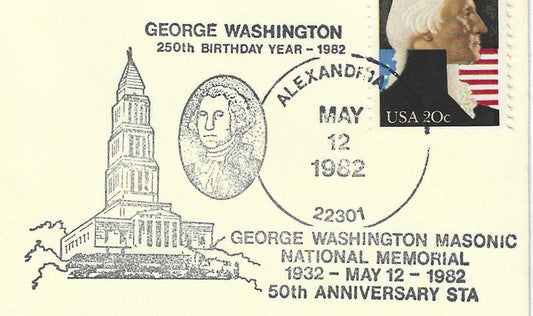 GEORGE WASHINGTON
250th BIRTHDAY YEAR - 1982
ALEXANDRIA
USA 20c
MAY
12
1982
22301
GEORGE WASHINGTON MASONIC
NATIONAL MEMORIAL
1932 - MAY 12 - 1982
50th ANNIVERSARY STA